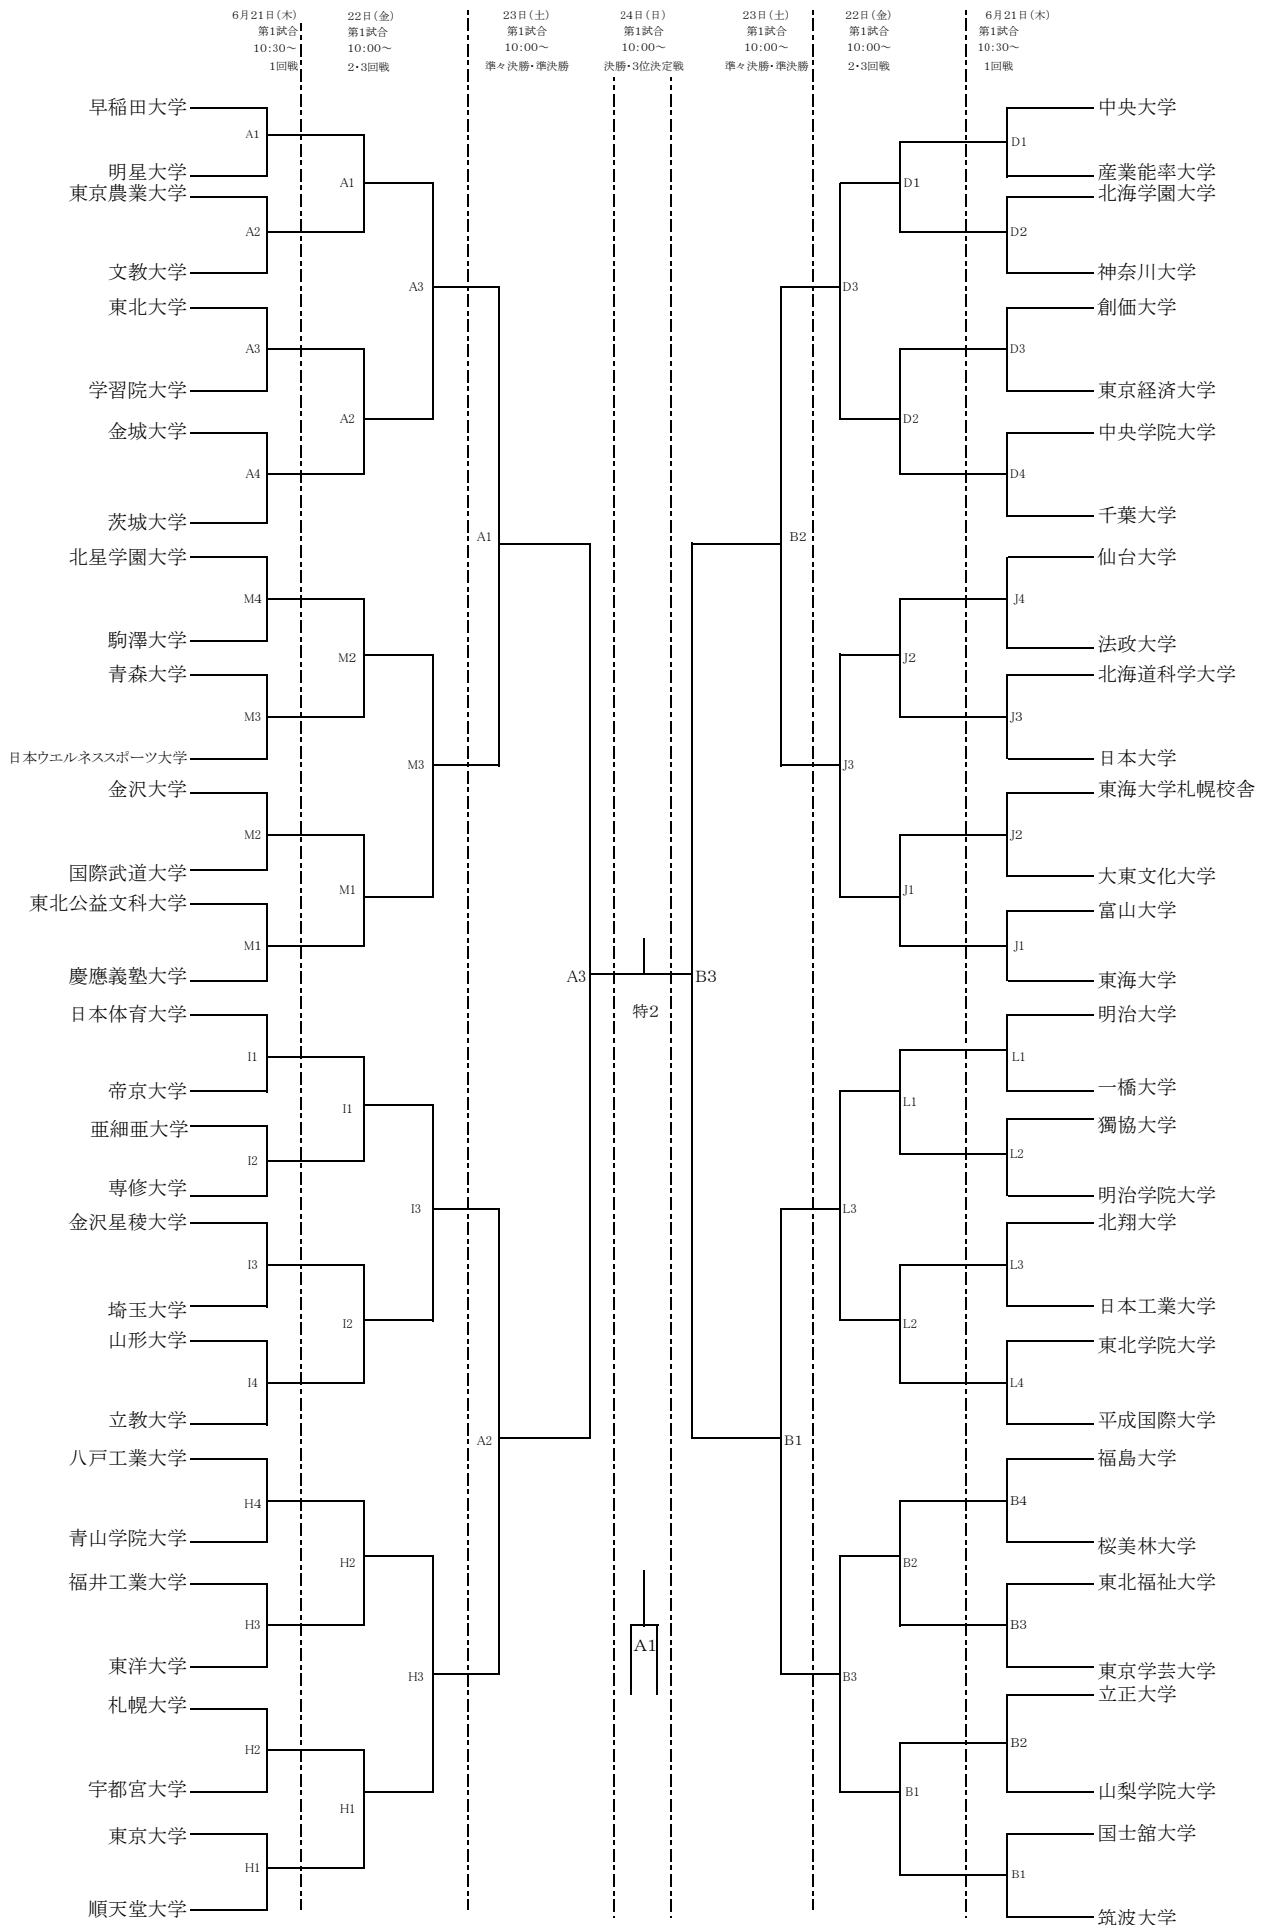 6月21日(木)
第1試合
10:30〜
1回戦
22日(金)
第1試合
10:00〜
2・3回戦
23日(土)
第1試合
10:00〜
準々決勝・準決勝
24日(日)
第1試合
10:00〜
決勝・3位決定戦
23日(土)
第1試合
10:00〜
準々決勝・準決勝
22日(金)
第1試合
10:00〜
2・3回戦
6月21日(木)
第1試合
10:30〜
1回戦
早稲田大学
A1
明星大学
東京農業大学
A2
文教大学
東北大学
A3
学習院大学
金城大学
A4
茨城大学
北星学園大学
M4
駒澤大学
青森大学
M3
日本ウエルネススポーツ大学
金沢大学
M2
国際武道大学
東北公益文科大学
M1
慶應義塾大学
日本体育大学
I1
帝京大学
亜細亜大学
I2
専修大学
金沢星稜大学
I3
埼玉大学
山形大学
I4
立教大学
八戸工業大学
H4
青山学院大学
福井工業大学
H3
東洋大学
札幌大学
H2
宇都宮大学
東京大学
H1
順天堂大学
A1
A2
M2
M1
I1
I2
H2
H1
A3
M3
I3
H3
A1
A2
A3
特2
B3
A1
B2
B1
D3
J3
L3
B3
D1
D2
J2
J1
L1
L2
B2
B1
中央大学
D1
産業能率大学
北海学園大学
D2
神奈川大学
創価大学
D3
東京経済大学
中央学院大学
D4
千葉大学
仙台大学
J4
法政大学
北海道科学大学
J3
日本大学
東海大学札幌校舎
J2
大東文化大学
富山大学
J1
東海大学
明治大学
L1
一橋大学
獨協大学
L2
明治学院大学
北翔大学
L3
日本工業大学
東北学院大学
L4
平成国際大学
福島大学
B4
桜美林大学
東北福祉大学
B3
東京学芸大学
立正大学
B2
山梨学院大学
国士舘大学
B1
筑波大学